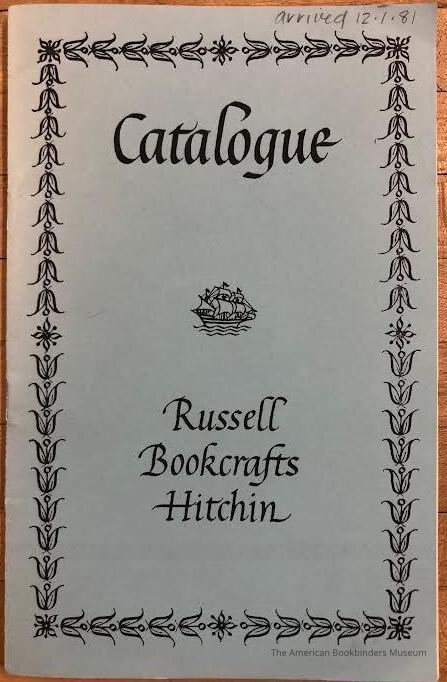 arrived 12.1.81
Catalogue
Russell
Bookcrafts
Hitchin
The American Bookbinders Museum